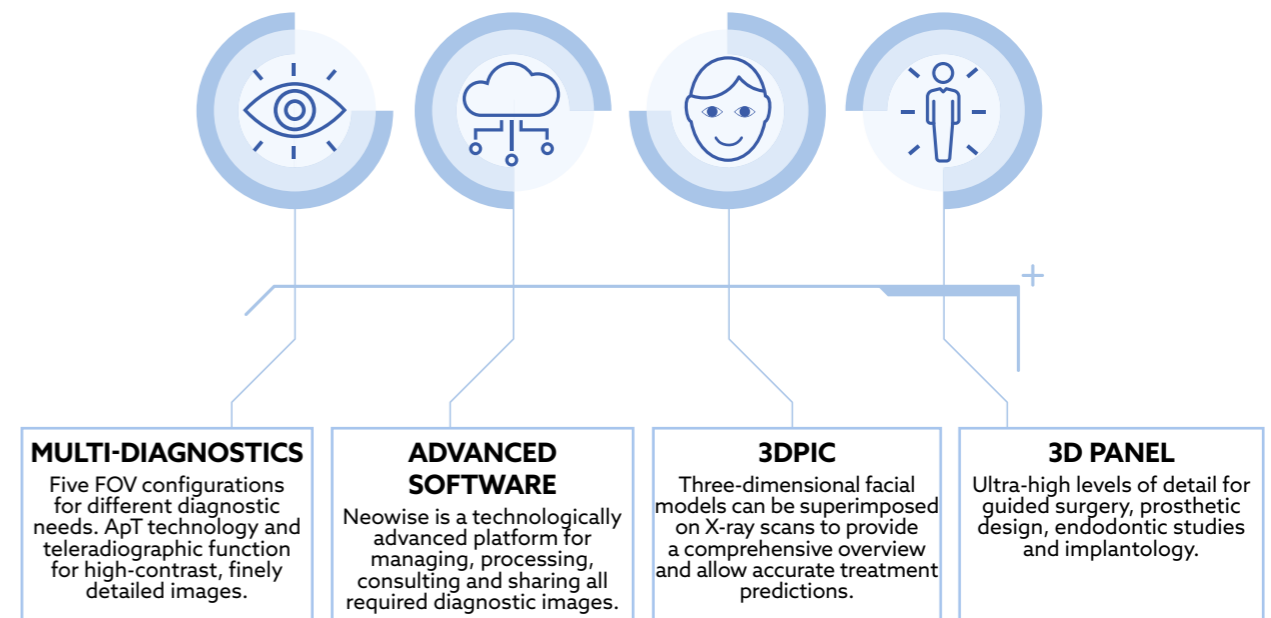 MULTI-DIAGNOSTICS
Five FOV configurations
for different diagnostic
needs. ApT technology and
teleradiographic function
for high-contrast, finely
detailed images.
ADVANCED
SOFTWARE
Neowise is a technologically
advanced platform for
managing, processing,
consulting and sharing all
required diagnostic images.
3DPIC
Three-dimensional facial
models can be superimposed
on X-ray scans to provide
a comprehensive overview
and allow accurate treatment
predictions.
3D PANEL
Ultra-high levels of detail for
guided surgery, prosthetic
design, endodontic studies
and implantology.